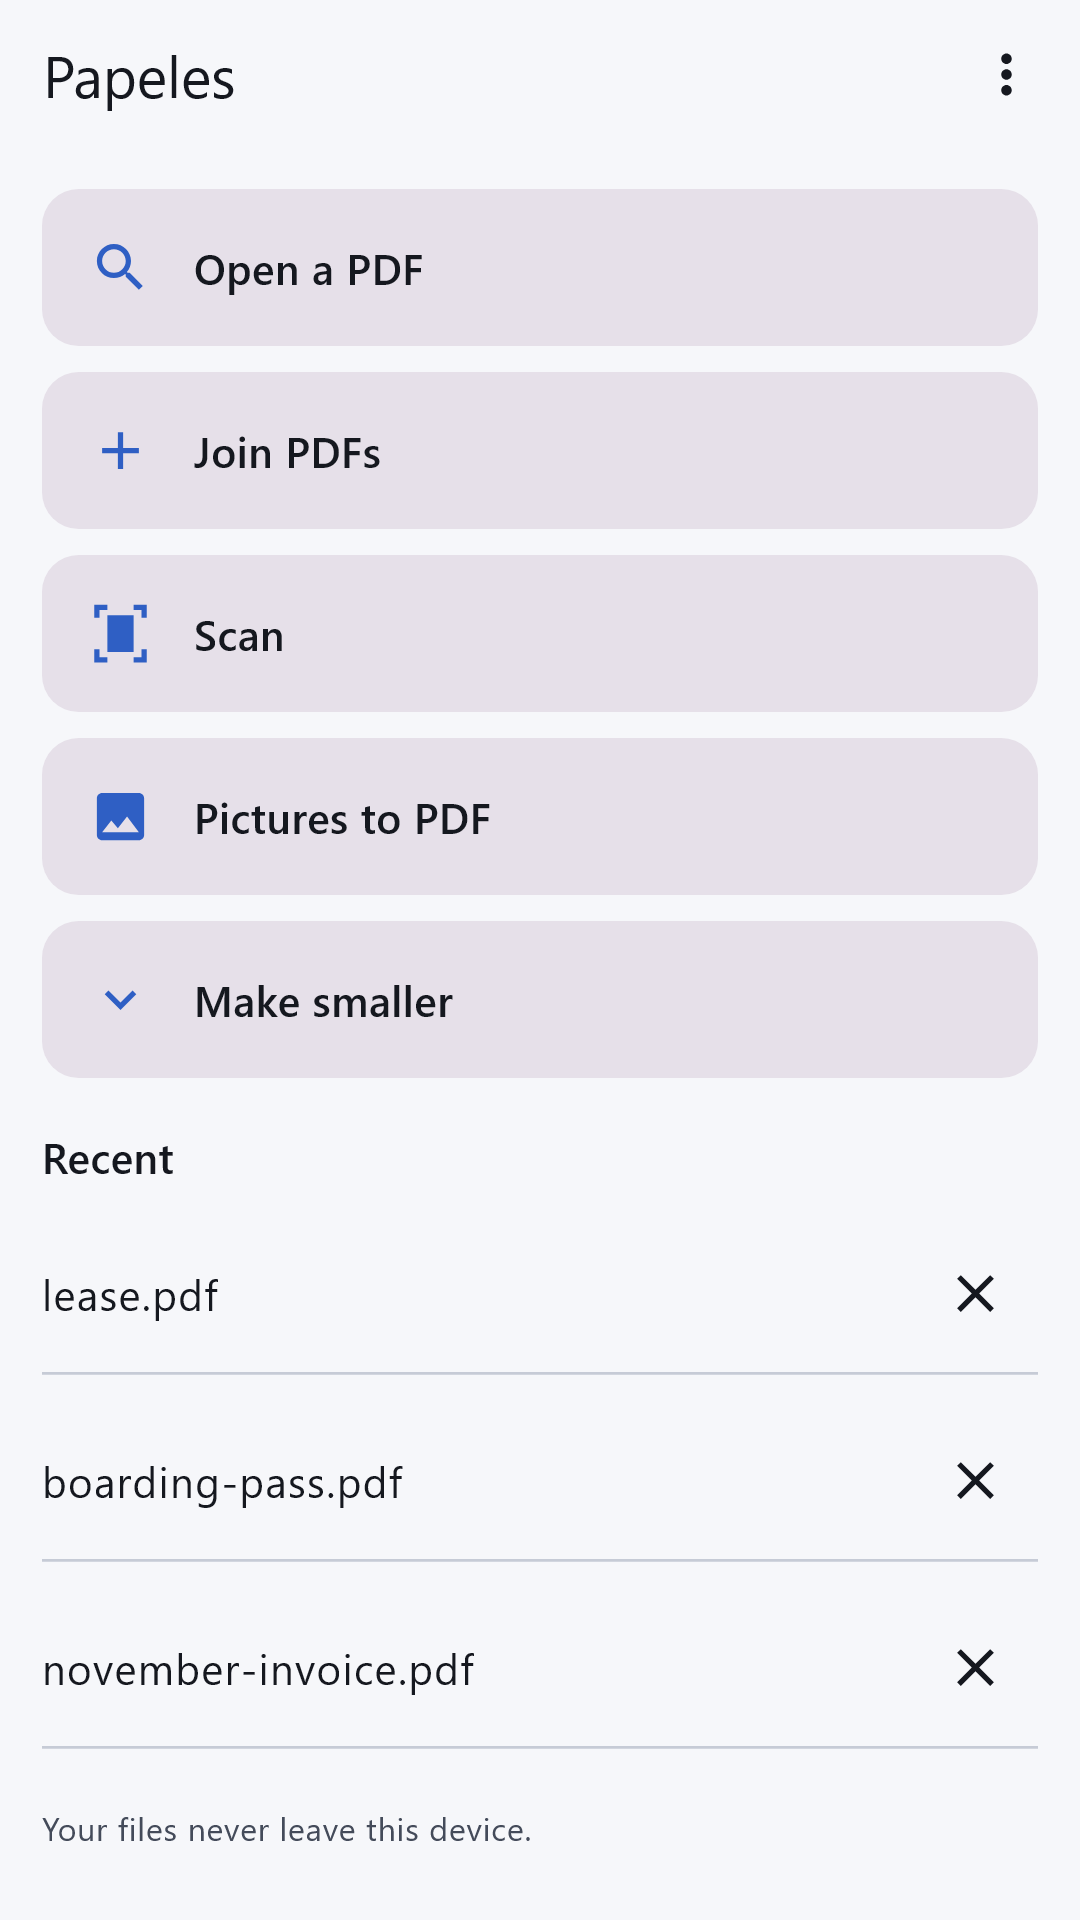 Papeles
Open a PDF
Join PDFs
Scan
Pictures to PDF
Make smaller
Recent
lease.pdf
boarding-pass.pdf
november-invoice.pdf
Your files never leave this device.